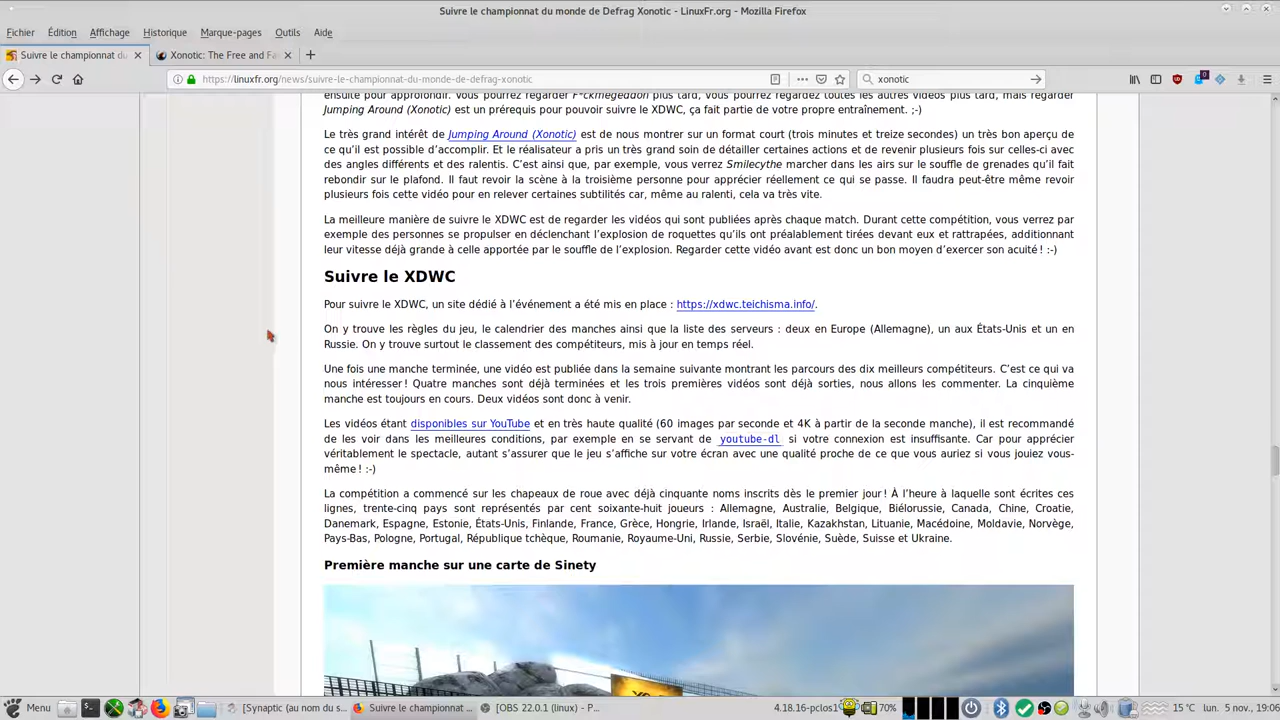 Suivre le championnat du monde de Defrag Xonotic - LinuxFr.org - Mozilla Firefox
Fichier Édition Affichage Historique Marque-pages Outils Aide
Suivre le championnat du Xonotic: The Free and Fa
https://linuxfr.org/news/suivre-le-championnat-du-monde-de-defrag-xonotic xonotic
ensuite pour approfondir. Vous pourrez regarder F*ckmegeddon plus tard, vous pourrez regardez toutes les autres vidéos plus tard, mais regarder
Jumping Around (Xonotic) est un prérequis pour pouvoir suivre le XDWC, ça fait partie de votre propre entraînement. ;-)
Le très grand intérêt de Jumping Around (Xonotic) est de nous montrer sur un format court (trois minutes et treize secondes) un très bon aperçu de
ce qu'il est possible d'accomplir. Et le réalisateur a pris un très grand soin de détailler certaines actions et de revenir plusieurs fois sur celles-ci avec
des angles différents et des ralentis. C'est ainsi que, par exemple, vous verrez Smilecythe marcher dans les airs sur le souffle de grenades qu'il fait
rebondir sur le plafond. Il faut revoir la scène à la troisième personne pour apprécier réellement ce qui se passe. Il faudra peut-être même revoir
plusieurs fois cette vidéo pour en relever certaines subtilités car, même au ralenti, cela va très vite.
La meilleure manière de suivre le XDWC est de regarder les vidéos qui sont publiées après chaque match. Durant cette compétition, vous verrez par
exemple des personnes se propulser en déclenchant l'explosion de roquettes qu'ils ont préalablement tirées devant eux et rattrapées, additionnant
leur vitesse déjà grande à celle apportée par le souffle de l'explosion. Regarder cette vidéo avant est donc un bon moyen d'exercer son acuité ! :-)
Suivre le XDWC
Pour suivre le XDWC, un site dédié à l'événement a été mis en place : https://xdwc.teichisma.info/.
On y trouve les règles du jeu, le calendrier des manches ainsi que la liste des serveurs : deux en Europe (Allemagne), un aux États-Unis et un en
Russie. On y trouve surtout le classement des compétiteurs, mis à jour en temps réel.
Une fois une manche terminée, une vidéo est publiée dans la semaine suivante montrant les parcours des dix meilleurs compétiteurs. C'est ce qui va
nous intéresser ! Quatre manches sont déjà terminées et les trois premières vidéos sont déjà sorties, nous allons les commenter. La cinquième
manche est toujours en cours. Deux vidéos sont donc à venir.
Les vidéos étant disponibles sur YouTube et en très haute qualité (60 images par seconde et 4K à partir de la seconde manche), il est recommandé
de les voir dans les meilleures conditions, par exemple en se servant de youtube-dl si votre connexion est insuffisante. Car pour apprécier
véritablement le spectacle, autant s'assurer que le jeu s'affiche sur votre écran avec une qualité proche de ce que vous auriez si vous jouiez vous-
même ! :-)
La compétition a commencé sur les chapeaux de roue avec déjà cinquante noms inscrits dès le premier jour ! À l'heure à laquelle sont écrites ces
lignes, trente-cinq pays sont représentés par cent soixante-huit joueurs : Allemagne, Australie, Belgique, Biélorussie, Canada, Chine, Croatie,
Danemark, Espagne, Estonie, États-Unis, Finlande, France, Grèce, Hongrie, Irlande, Israël, Italie, Kazakhstan, Lituanie, Macédoine, Moldavie, Norvège,
Pays-Bas, Pologne, Portugal, République tchèque, Roumanie, Royaume-Uni, Russie, Serbie, Slovénie, Suède, Suisse et Ukraine.
Première manche sur une carte de Sinety
Menu [Synaptic (au nom du s... Suivre le championnat ... [OBS 22.0.1 (linux) - P... 4.18.16-pclos1 70% 15 °C lun. 5 nov., 19:06